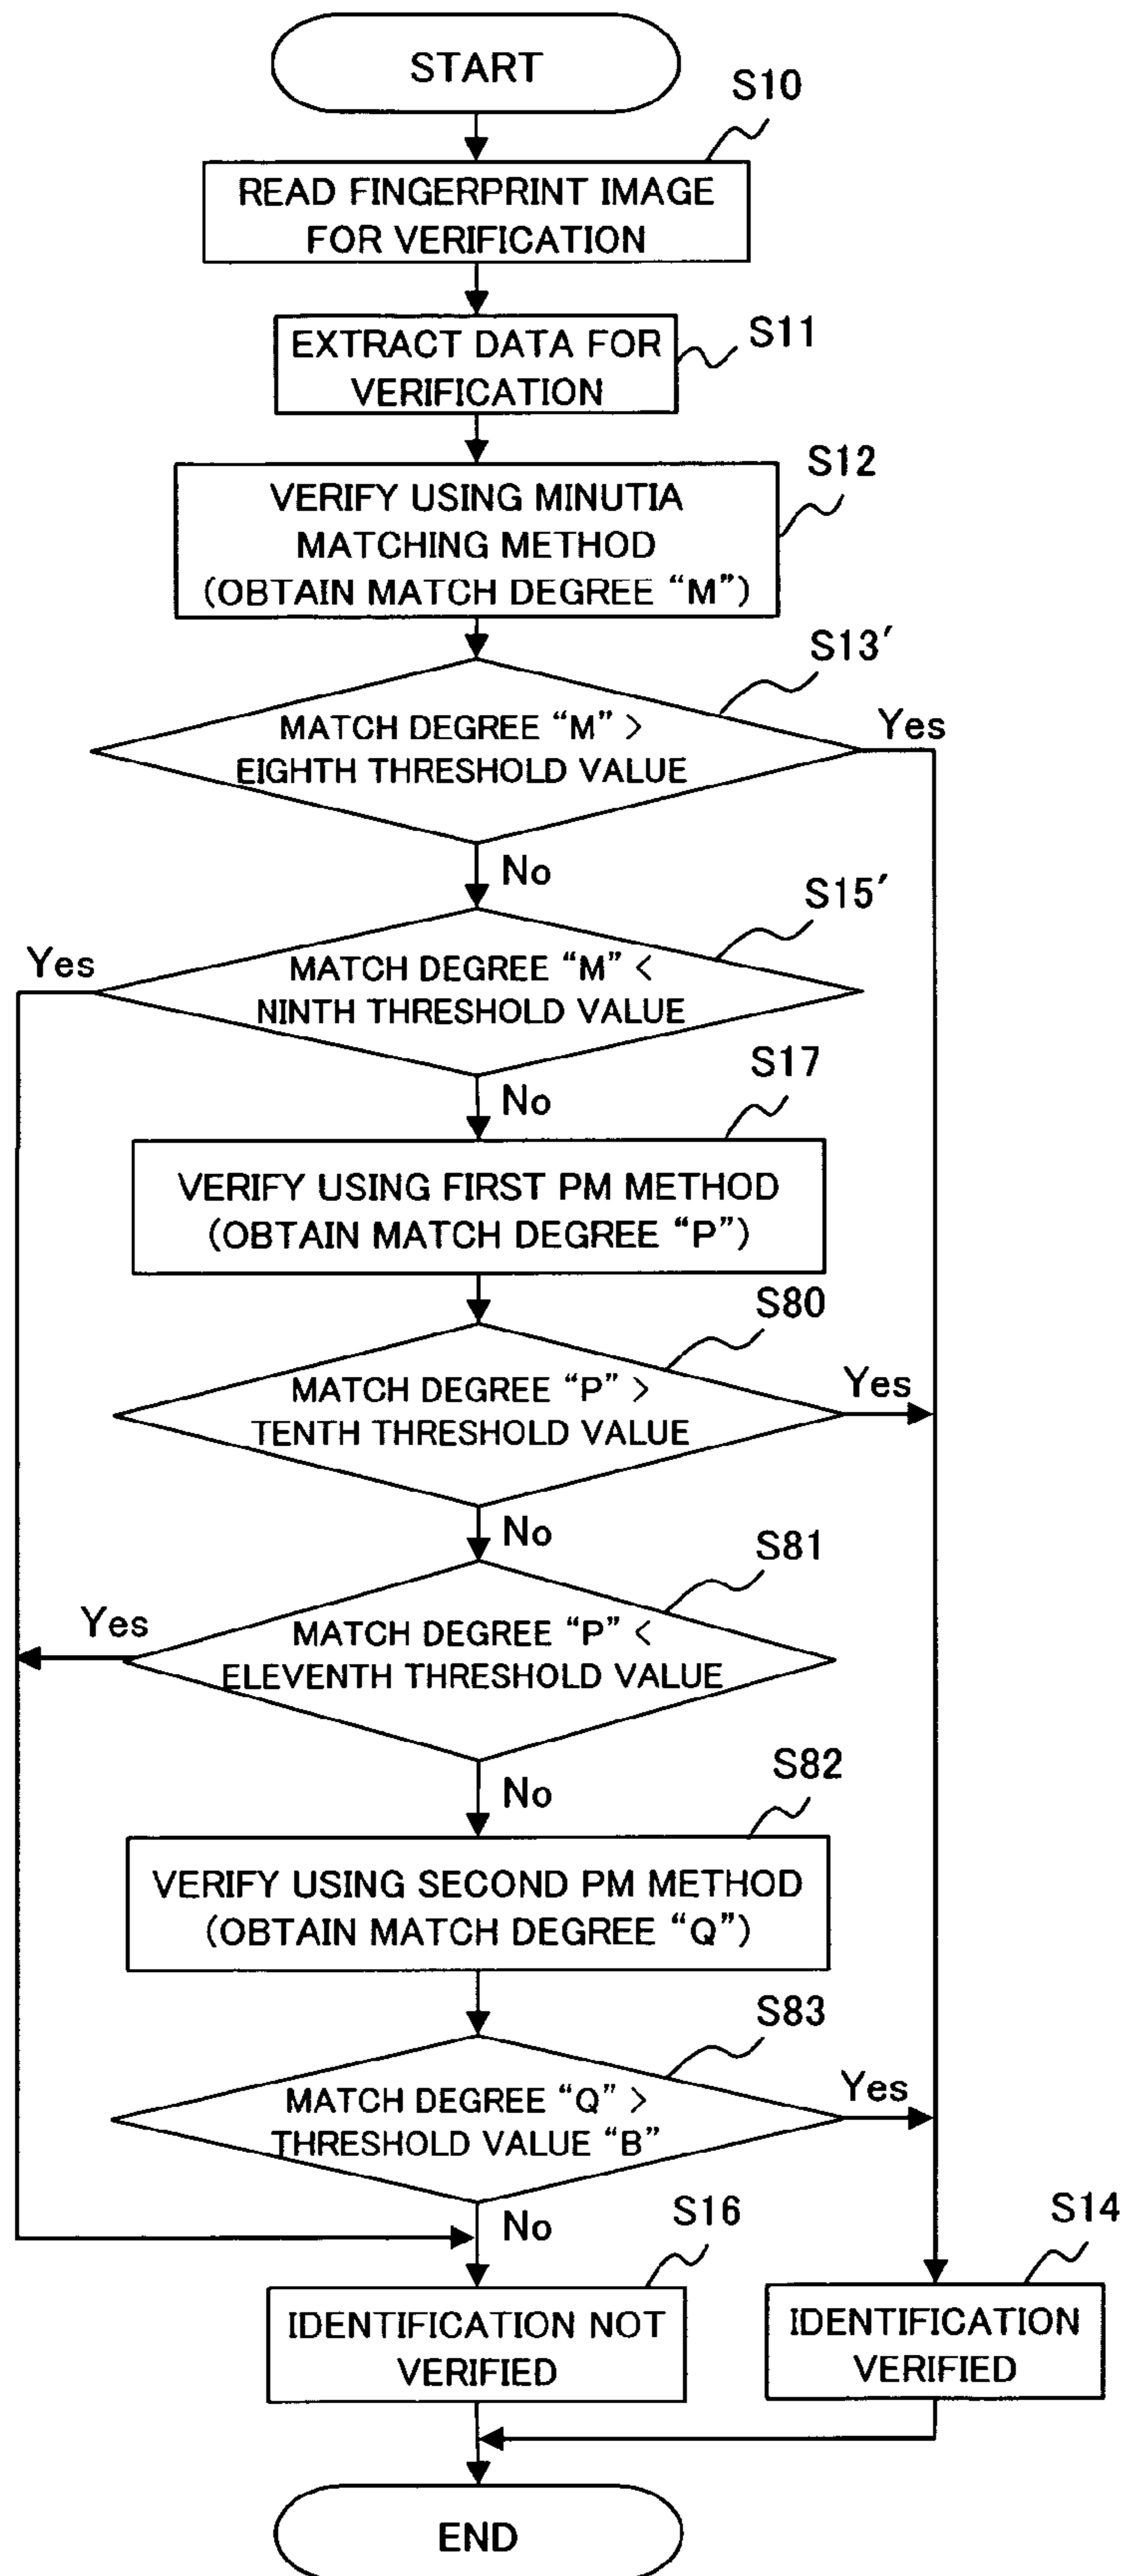 START
S10
READ FINGERPRINT IMAGE
FOR VERIFICATION
S11
EXTRACT DATA FOR
VERIFICATION
S12
VERIFY USING MINUTIA
MATCHING METHOD
(OBTAIN MATCH DEGREE “M”)
S13′
MATCH DEGREE “M” >
EIGHTH THRESHOLD VALUE
Yes
No
S15′
Yes
MATCH DEGREE “M” <
NINTH THRESHOLD VALUE
No
S17
VERIFY USING FIRST PM METHOD
(OBTAIN MATCH DEGREE “P”)
S80
MATCH DEGREE “P” >
TENTH THRESHOLD VALUE
Yes
No
S81
Yes
MATCH DEGREE “P” <
ELEVENTH THRESHOLD VALUE
No
S82
VERIFY USING SECOND PM METHOD
(OBTAIN MATCH DEGREE “Q”)
S83
MATCH DEGREE “Q” >
THRESHOLD VALUE “B”
Yes
No
S16
S14
IDENTIFICATION NOT
VERIFIED
IDENTIFICATION
VERIFIED
END